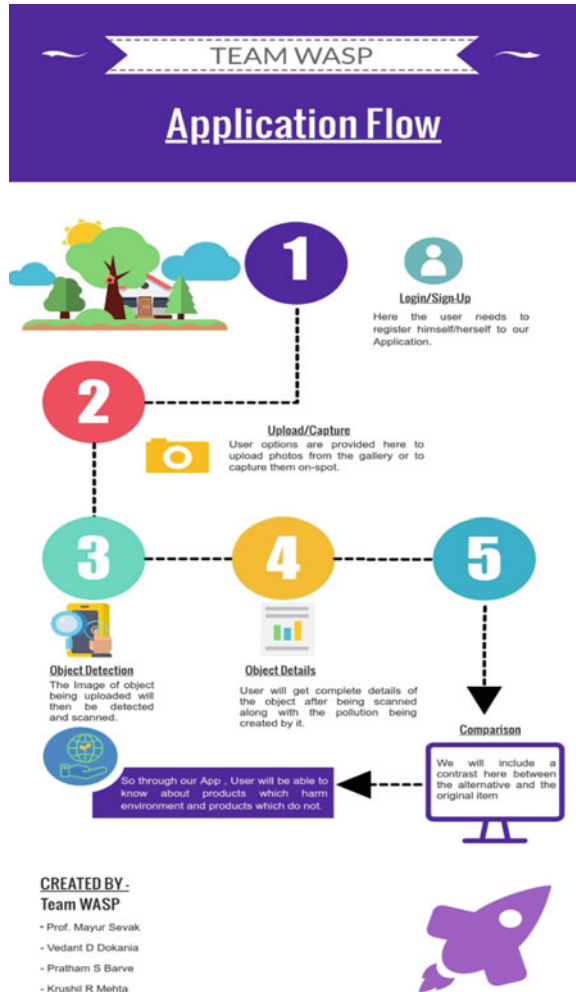 TEAM WASP
Application Flow
1
Login/Sign-Up
Here the user needs to
register himself/herself to our
Application.
2
Upload/Capture
User options are provided here to
upload photos from the gallery or to
capture them on-spot.
3
4
5
Object Detection
The Image of object
being uploaded will
then be detected
and scanned.
Object Details
User will get complete details
of the object after being scanned
along with the pollution being
created by it.
Comparison
We will include a
contrast here between
the alternative and the
original item
So through our App , User will be able to
know about products which harm
environment and products which do not.
CREATED BY -
Team WASP
- Prof. Mayur Sevak
- Vedant D Dokania
- Pratham S Barve
- Krushil R Mehta